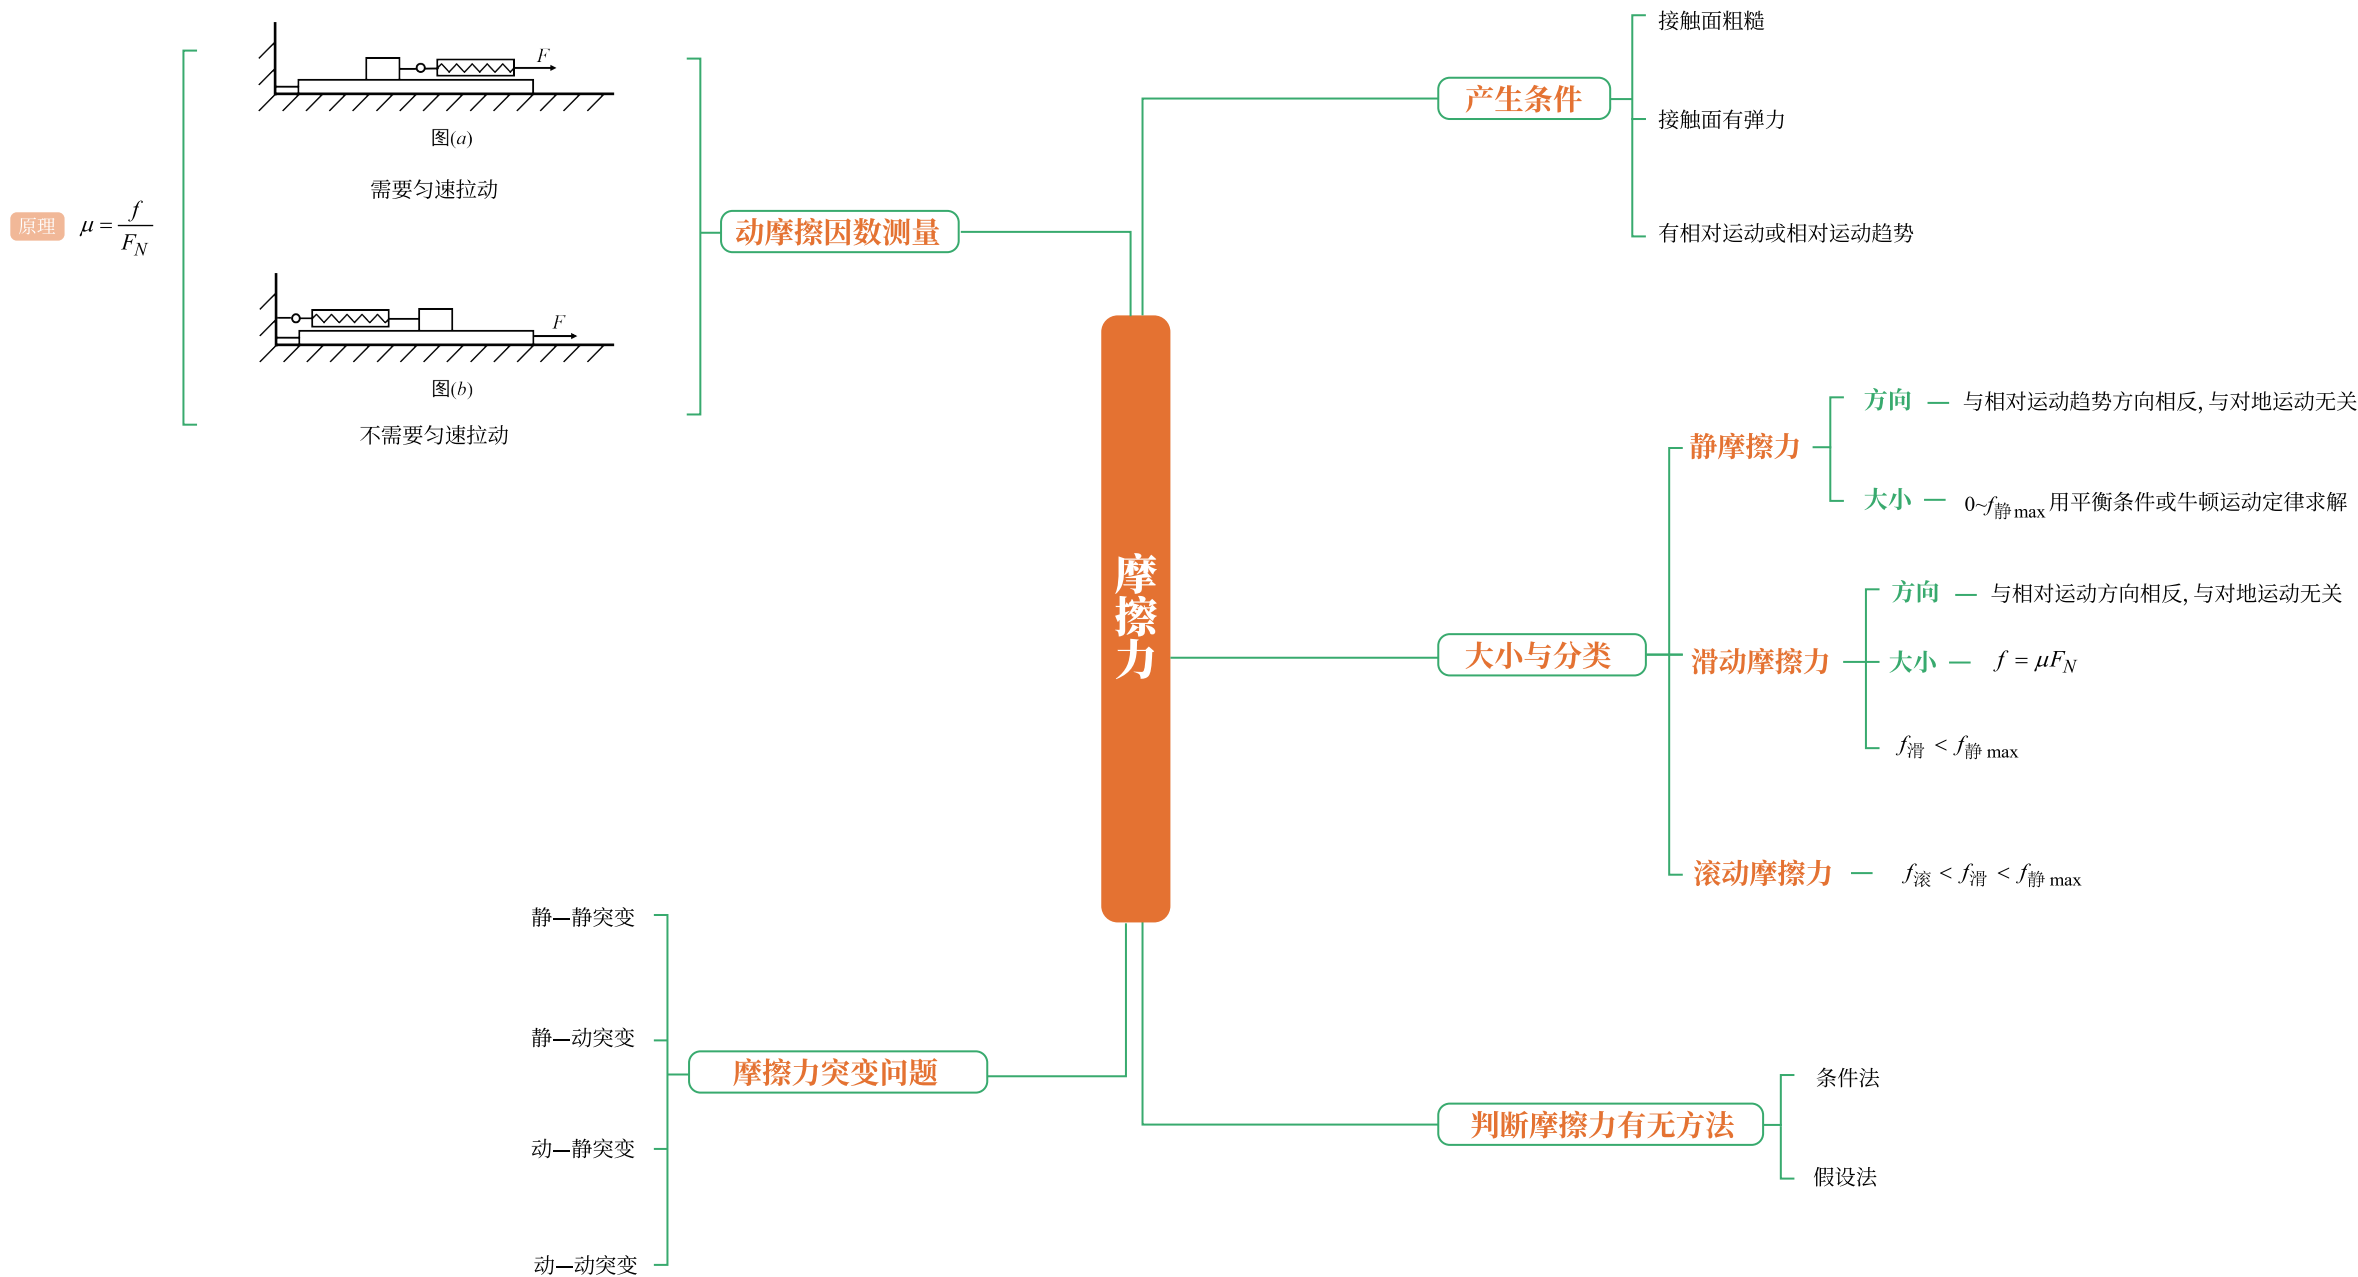 摩擦力
产生条件
接触面粗糙
接触面有弹力
有相对运动或相对运动趋势
大小与分类
静摩擦力
方向
与相对运动趋势方向相反, 与对地运动无关
大小
0~f静 max 用平衡条件或牛顿运动定律求解
滑动摩擦力
方向
与相对运动方向相反, 与对地运动无关
大小
f = μF_N
f滑 < f静 max
滚动摩擦力
f滚 < f滑 < f静 max
判断摩擦力有无方法
条件法
假设法
动摩擦因数测量
F
图(a)
需要匀速拉动
F
图(b)
不需要匀速拉动
原理
μ = f/F_N
摩擦力突变问题
静—静突变
静—动突变
动—静突变
动—动突变